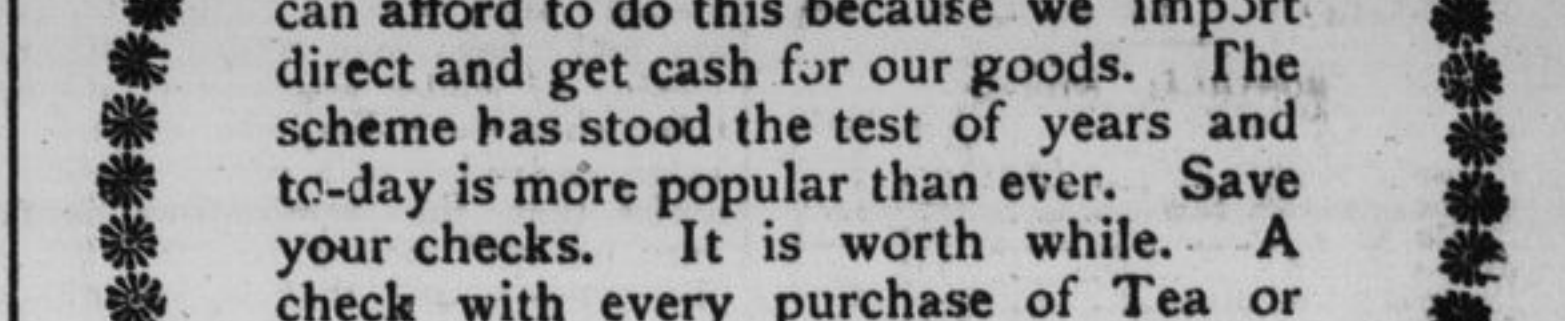 can afford to do this because we import
direct and get cash for our goods. The
scheme has stood the test of years and
to-day is more popular than ever. Save
your checks. It is worth while. A
check with every purchase of Tea or